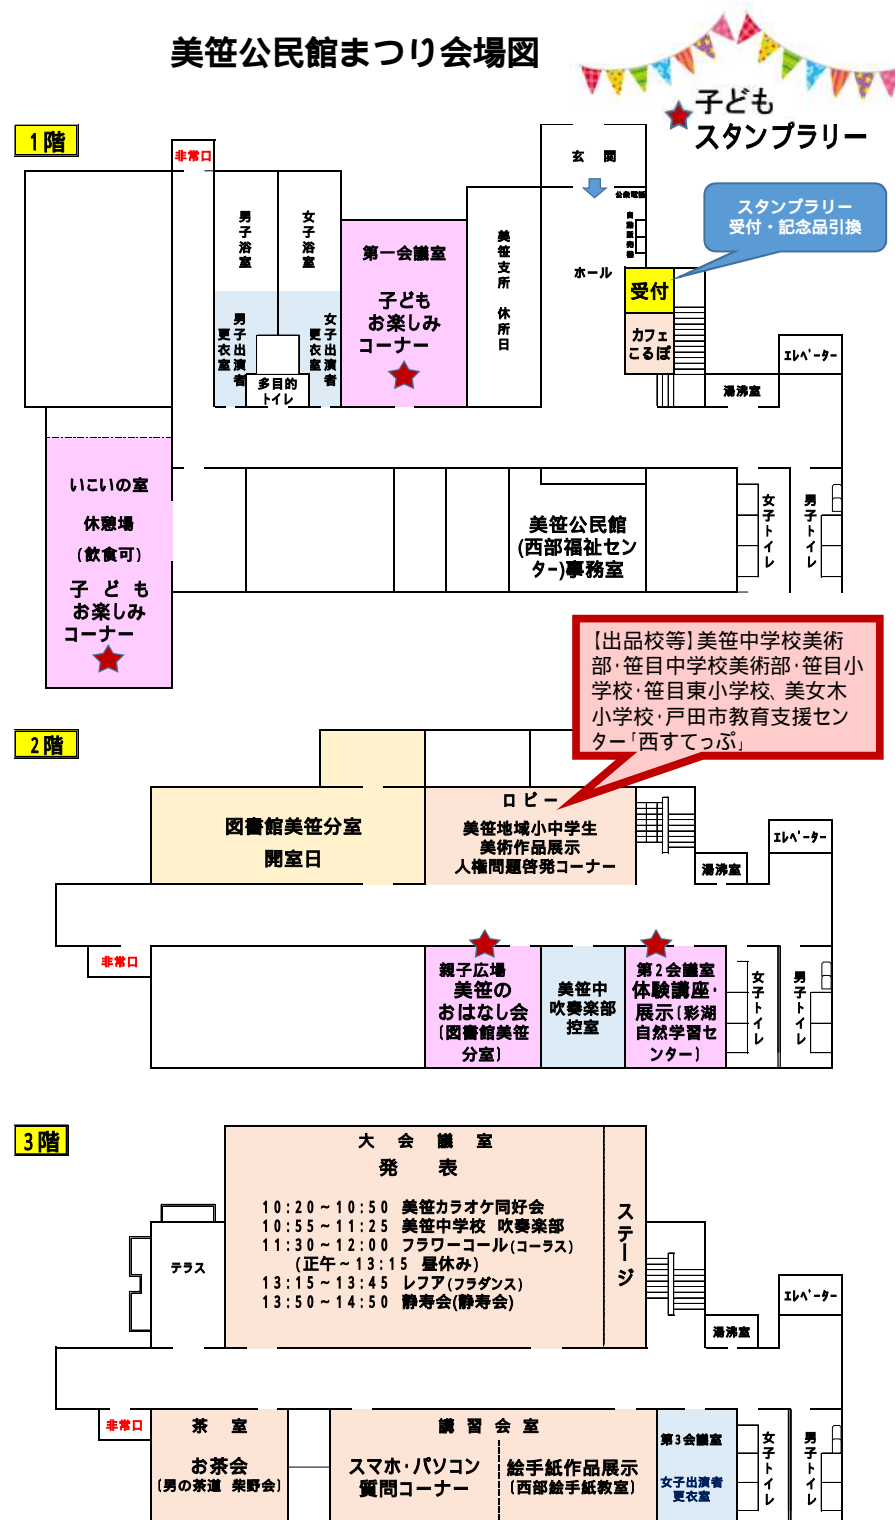 美笹公民館まつり会場図
子ども
スタンプラリー
1階
非常口
玄 関
公衆電話
自動販売機
スタンプラリー
受付・記念品引換
男子浴室
女子浴室
第一会議室
子ども
お楽しみ
コーナー
美笹支所 休所日
ホール
受付
カフェ
こるぽ
男子出演者
更衣室
女子出演者
更衣室
多目的
トイレ
エレベーター
湯沸室
いこいの室
休憩場
(飲食可)
子 ど も
お楽しみ
コーナー
美笹公民館
(西部福祉セン
ター)事務室
女子トイレ
男子トイレ
【出品校等】美笹中学校美術
部・笹目中学校美術部・笹目小
学校・笹目東小学校、美女木
小学校・戸田市教育支援セン
ター「西すてっぷ」
2階
図書館美笹分室
開室日
ロビー
美笹地域小中学生
美術作品展示
人権問題啓発コーナー
エレベーター
湯沸室
非常口
親子広場
美笹の
おはなし会
(図書館美笹
分室)
美笹中
吹奏楽部
控室
第2会議室
体験講座・
展示(彩湖
自然学習セ
ンター)
女子トイレ
男子トイレ
3階
大 会 議 室
発 表
10:20~10:50 美笹カラオケ同好会
10:55~11:25 美笹中学校 吹奏楽部
11:30~12:00 フラワーコール(コーラス)
(正午~13:15 昼休み)
13:15~13:45 レフア(フラダンス)
13:50~14:50 静寿会(静寿会)
ステージ
テラス
エレベーター
湯沸室
非常口
茶 室
お茶会
(男の茶道 柴野会)
講 習 会 室
スマホ・パソコン
質問コーナー
絵手紙作品展示
(西部絵手紙教室)
第3会議室
女子出演者
更衣室
女子トイレ
男子トイレ